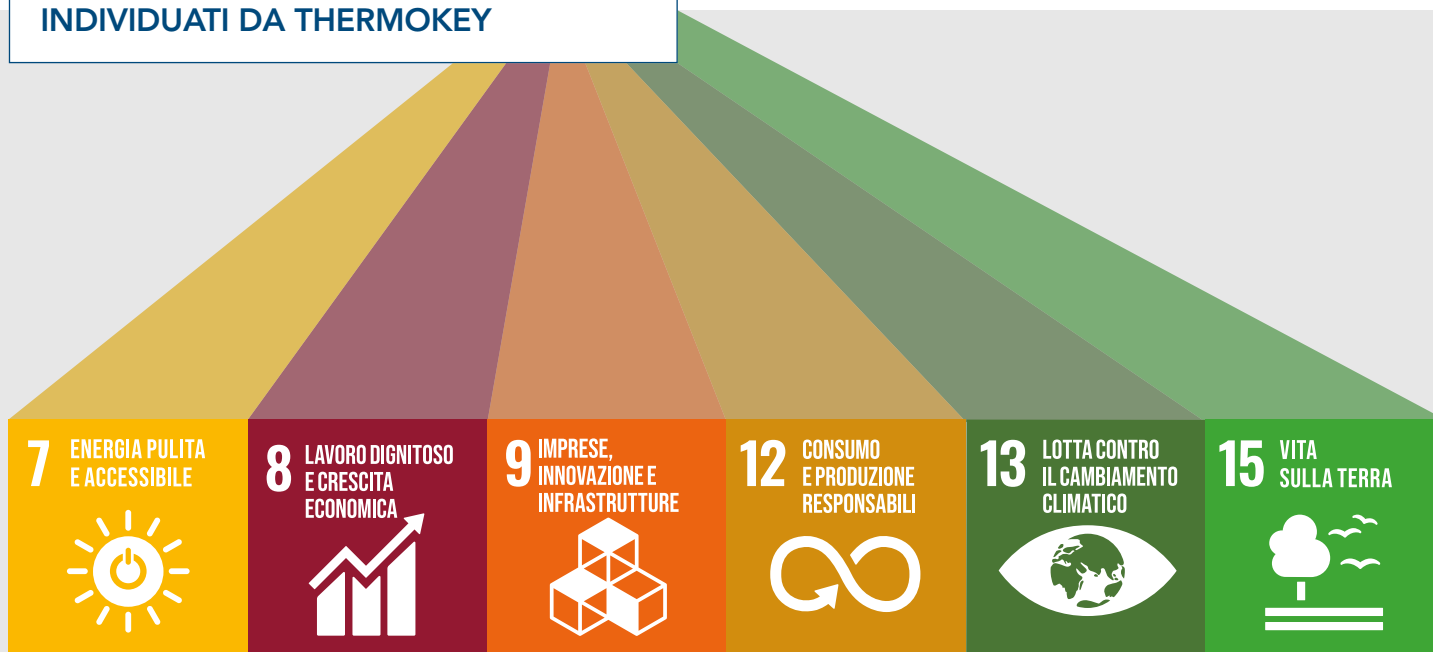 INDIVIDUATI DA THERMOKEY
7
ENERGIA PULITA
E ACCESSIBILE
8
LAVORO DIGNITOSO
E CRESCITA
ECONOMICA
9
IMPRESE,
INNOVAZIONE E
INFRASTRUTTURE
12
CONSUMO
E PRODUZIONE
RESPONSABILI
13
LOTTA CONTRO
IL CAMBIAMENTO
CLIMATICO
15
VITA
SULLA TERRA